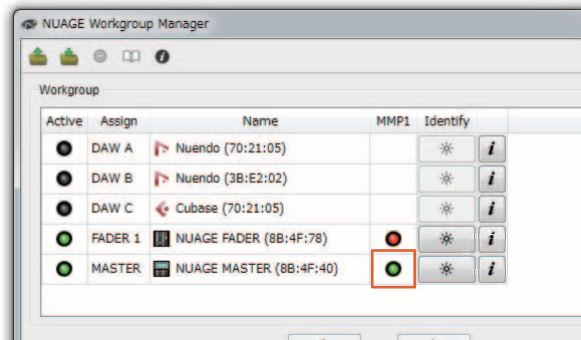 NUAGE Workgroup Manager
Workgroup
Active Assign Name MMP1 Identify
DAW A Nuendo (70:21:05) i
DAW B Nuendo (3B:E2:02) i
DAW C Cubase (70:21:05) i
FADER 1 NUAGE FADER (8B:4F:78) i
MASTER NUAGE MASTER (8B:4F:40) i